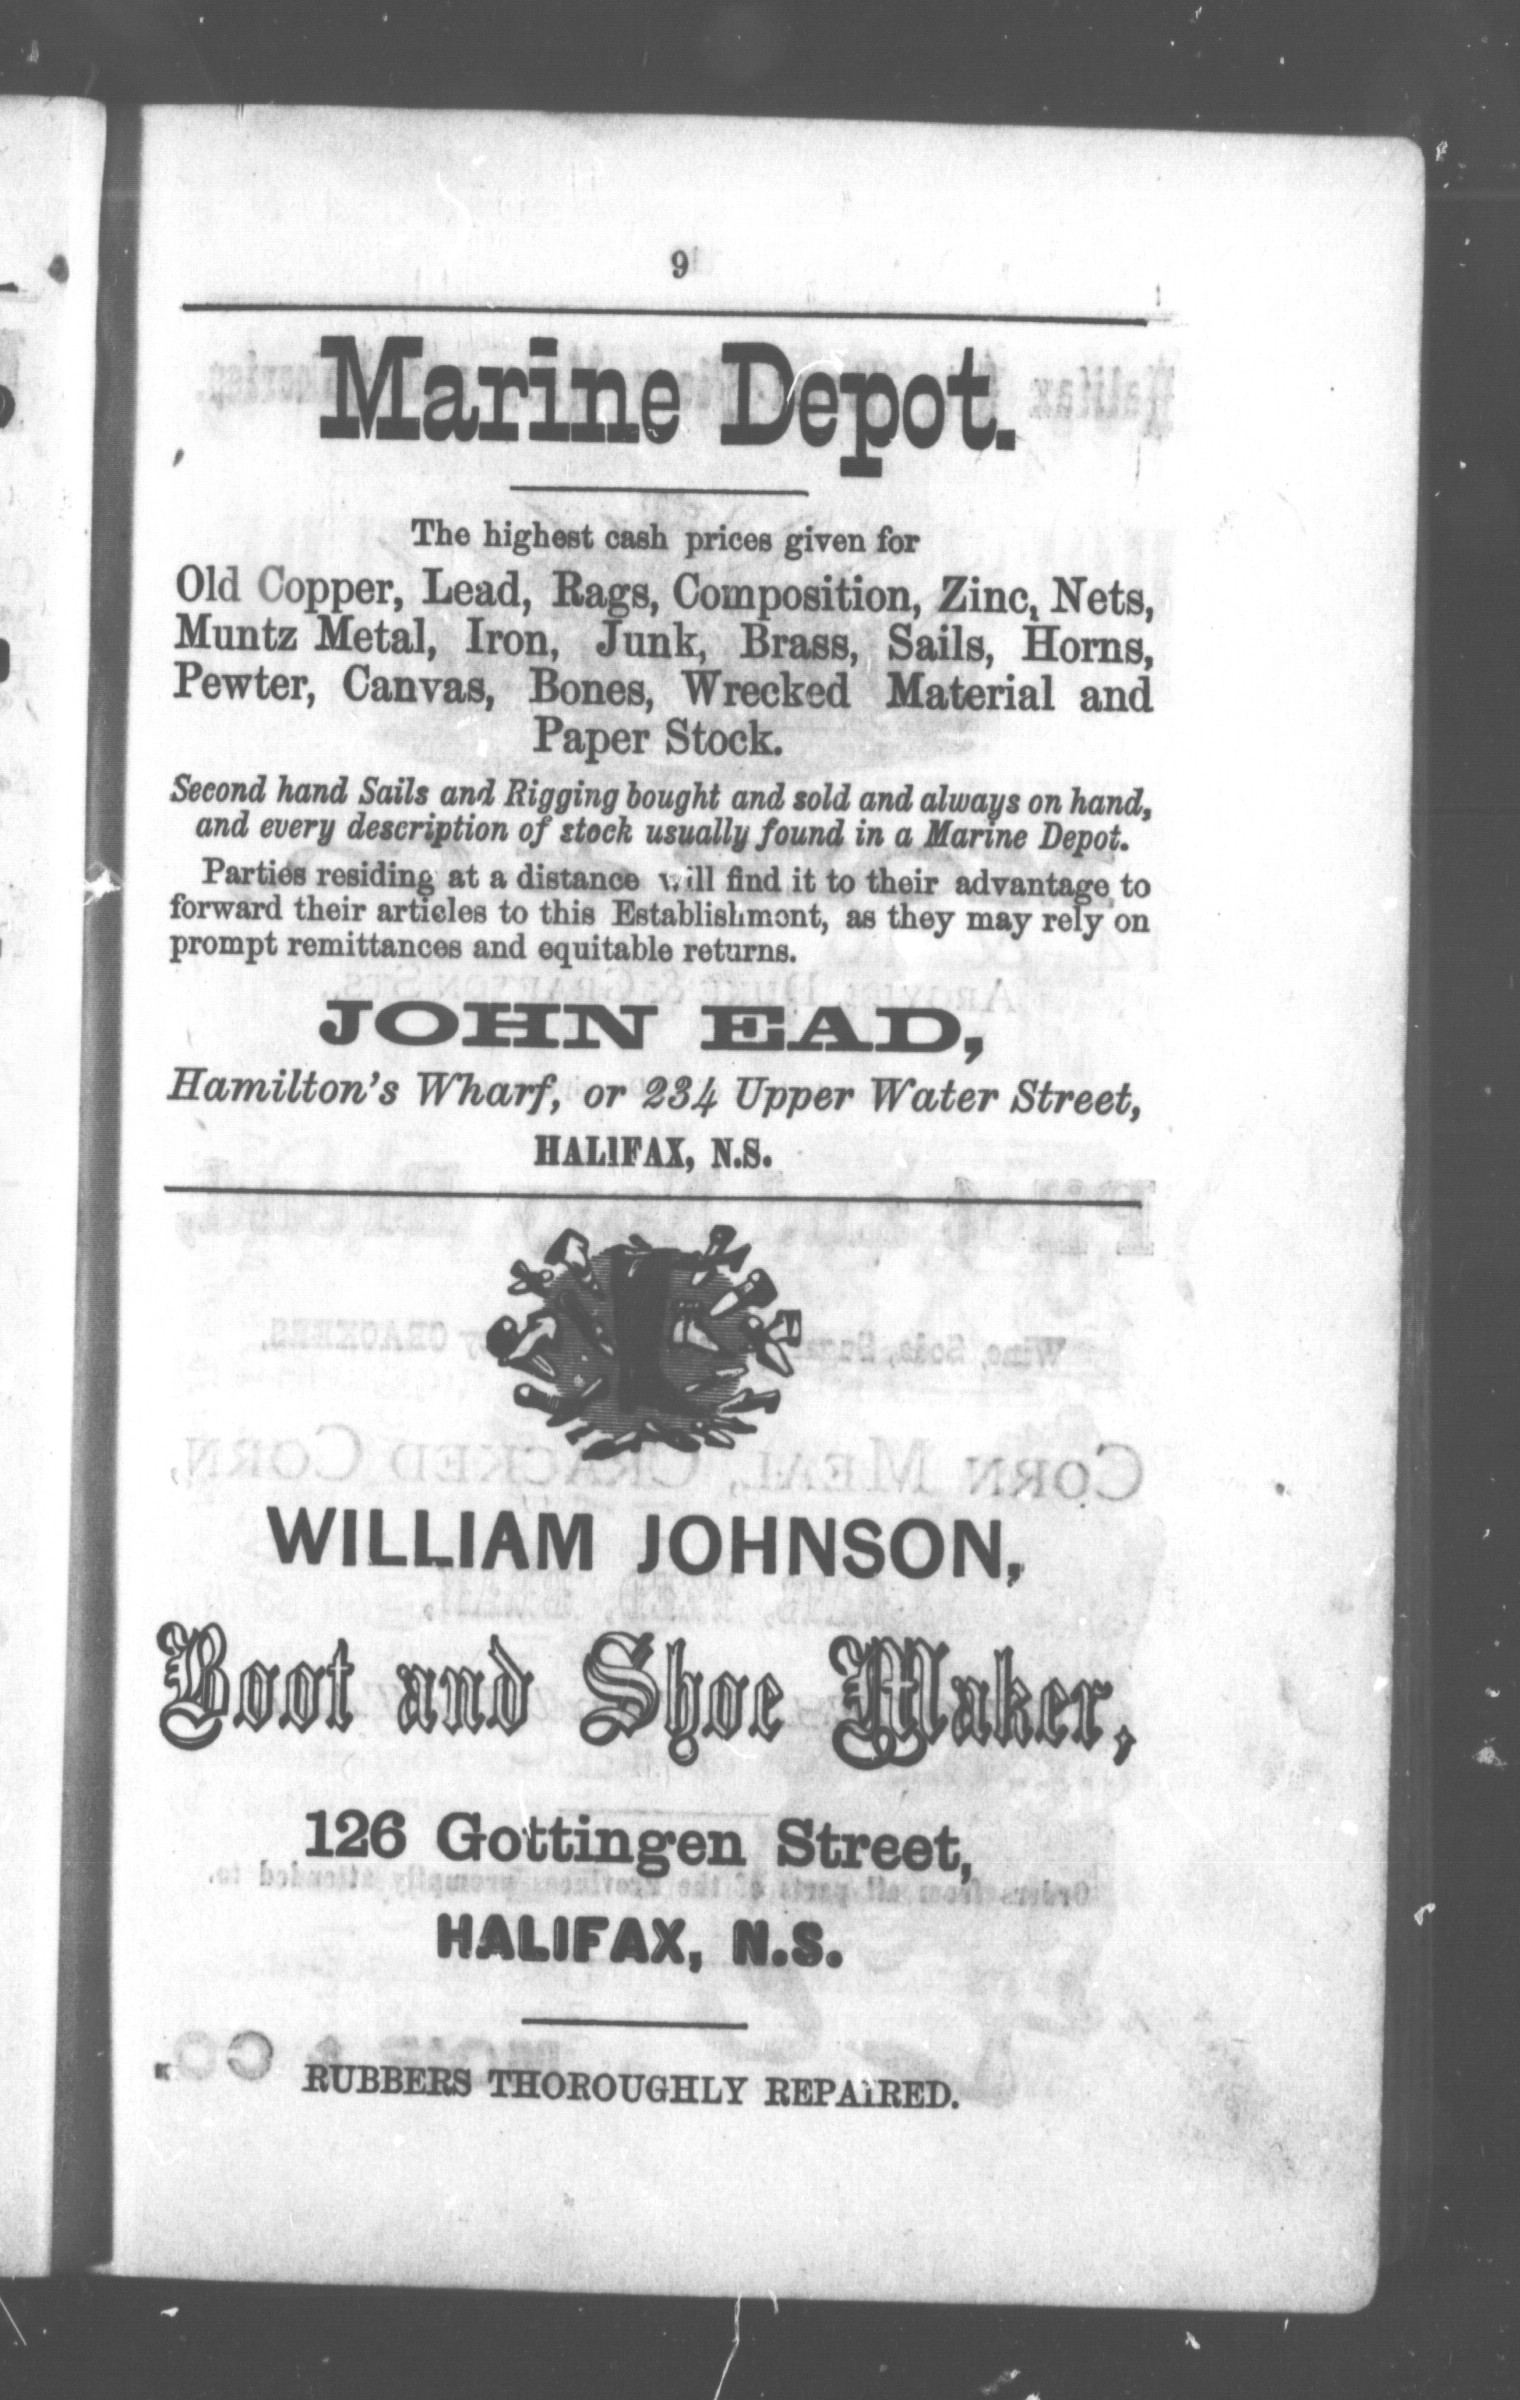 9
Marine Depot.
The highest cash prices given for
Old Copper, Lead, Rags, Composition, Zinc, Nets,
Muntz Metal, Iron, Junk, Brass, Sails, Horns,
Pewter, Canvas, Bones, Wrecked Material and
Paper Stock.
Second hand Sails and Rigging bought and sold and always on hand,
and every description of stock usually found in a Marine Depot.
Parties residing at a distance will find it to their advantage to
forward their articles to this Establishment, as they may rely on
prompt remittances and equitable returns.
JOHN EAD,
Hamilton's Wharf, or 234 Upper Water Street,
HALIFAX, N.S.
WILLIAM JOHNSON,
Boot and Shoe Maker,
126 Gottingen Street,
HALIFAX, N.S.
RUBBERS THOROUGHLY REPAIRED.